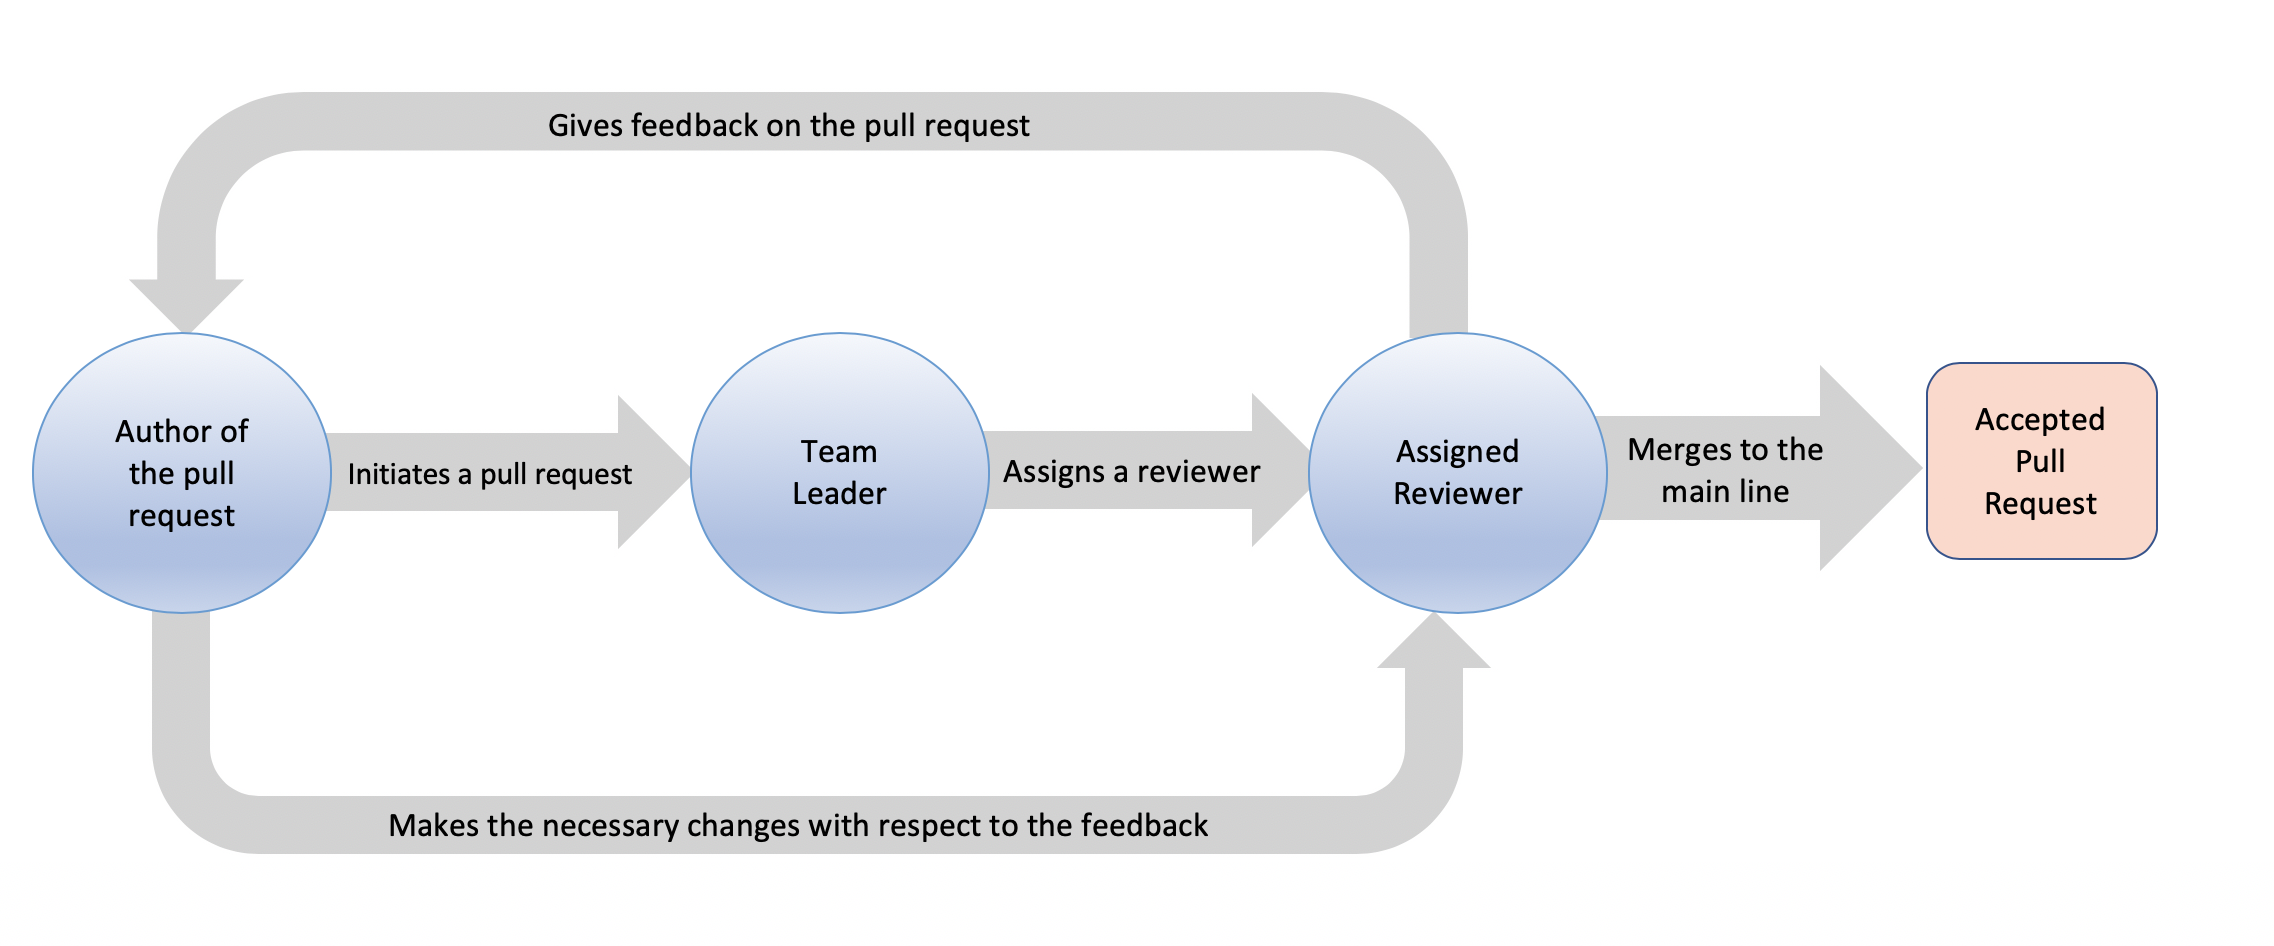 Gives feedback on the pull request
Author of
the pull
request
Initiates a pull request
Team
Leader
Assigns a reviewer
Assigned
Reviewer
Merges to the
main line
Accepted
Pull
Request
Makes the necessary changes with respect to the feedback